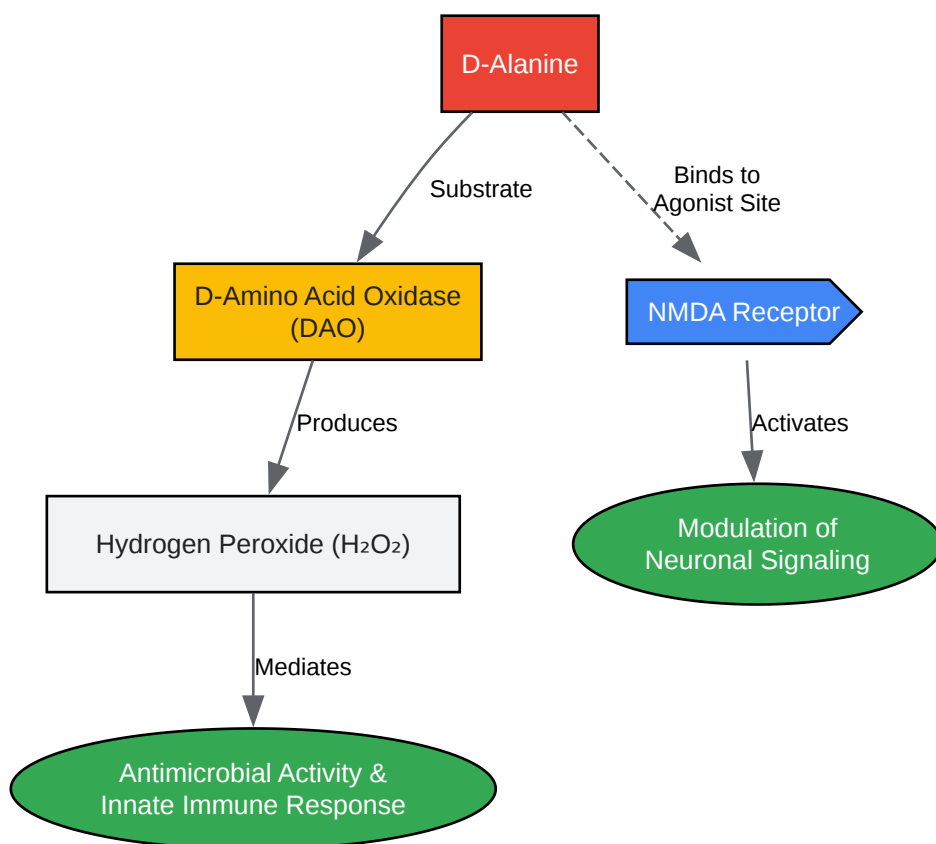 D-Alanine
Substrate
Binds to
Agonist Site
D-Amino Acid Oxidase
(DAO)
NMDA Receptor
Produces
Activates
Hydrogen Peroxide (H₂O₂)
Modulation of
Neuronal Signaling
Mediates
Antimicrobial Activity &
Innate Immune Response